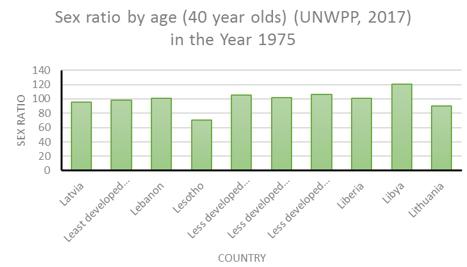 Sex ratio by age (40 year olds) (UNWPP, 2017)
in the Year 1975
SEX RATIO
140
120
100
80
60
40
20
0
Latvia
Least developed...
Lebanon
Lesotho
Less developed...
Less developed...
Less developed...
Liberia
Libya
Lithuania
COUNTRY